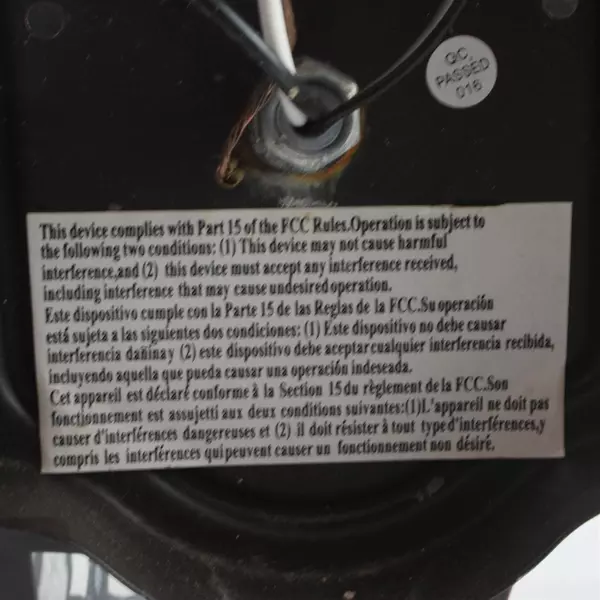 QC
PASSED
016
This device complies with Part 15 of the FCC Rules.Operation is subject to
the following two conditions: (1) This device may not cause harmful
interference,and (2) this device must accept any interference received,
including interference that may cause undesired operation.
Este dispositivo cumple con la Parte 15 de las Reglas de la FCC.Su operación
está sujeta a las siguientes dos condiciones: (1) Este dispositivo no debe causar
interferencia dañina y (2) este dispositivo debe aceptar cualquier interferencia recibida,
incluyendo aquella que pueda causar una operación indeseada.
Cet appareil est déclaré conforme à la Section 15 du règlement de la FCC.Son
fonctionnement est assujetti aux deux conditions suivantes:(1)L'appareil ne doit pas
causer d'interférences dangereuses et (2) il doit résister à tout type d'interférences,y
compris les interférences qui peuvent causer un fonctionnement non désiré.